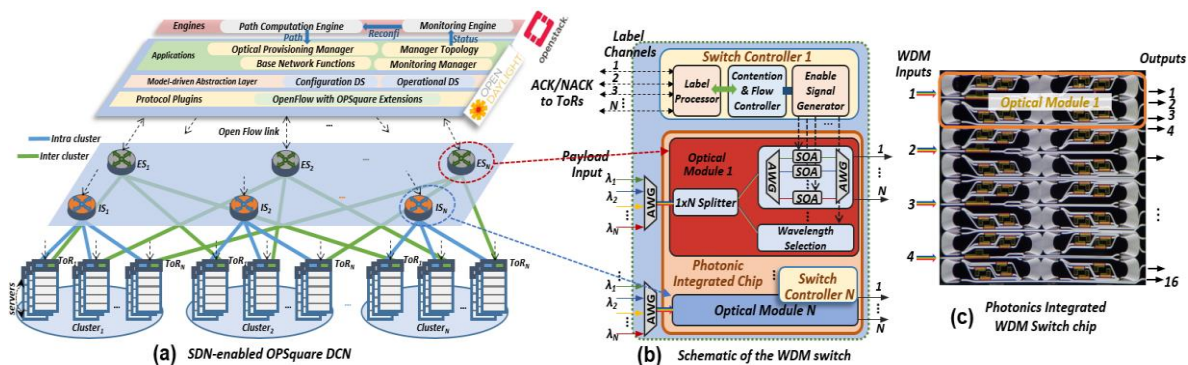 Engines
Path Computation Engine
Monitoring Engine
Path
Reconfi
Status
Applications
Optical Provisioning Manager
Manager Topology
Base Network Functions
Monitoring Manager
Model-driven Abstraction Layer
Configuration DS
Operational DS
Protocol Plugins
OpenFlow with OPSquare Extensions
openstack
OPEN
DAYLIGHT
Intra cluster
Inter cluster
Open Flow link
...
ES1
ES2
...
ESN
IS1
IS2
...
ISN
servers
ToR1
ToRN
ToR1
ToRN
ToR1
ToRN
Cluster1
Cluster2
ClusterN
(a) SDN-enabled OPSquare DCN
Label
Channels
1
2
3
N
ACK/NACK
to ToRs
Switch Controller 1
Label
Processor
Contention
& Flow
Controller
Enable
Signal
Generator
Payload
Input
λ1
λ2
λN
AWG
Optical
Module 1
1xN Splitter
AWG
SOA
SOA
SOA
AWG
Wavelength
Selection
1
N
Photonic
Integrated Chip
Switch
Controller N
λ1
λ2
λN
AWG
Optical Module N
1
N
(b) Schematic of the WDM switch
WDM
Inputs
1
2
3
4
Optical Module 1
Outputs
1
2
3
4
16
(c) Photonics Integrated
WDM Switch chip